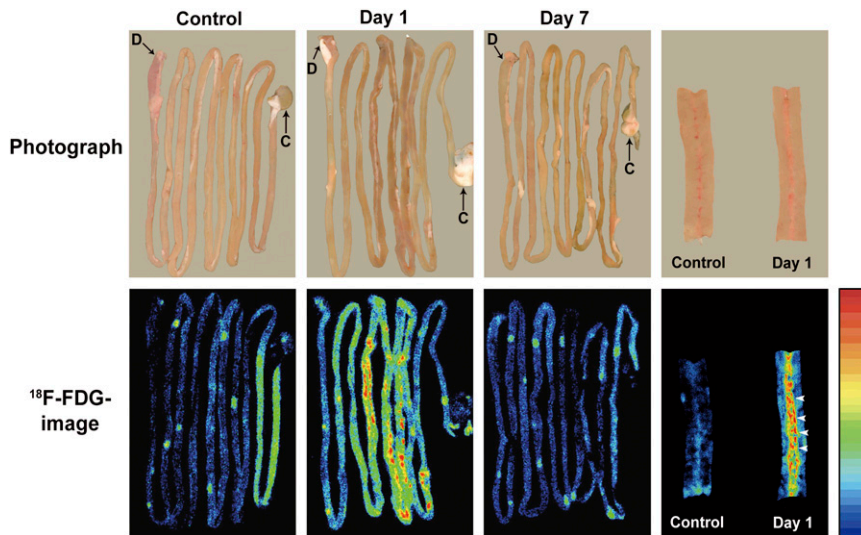 Control
Day 1
Day 7
D
D
D
C
C
C
Photograph
Control
Day 1
¹⁸F-FDG-
image
Control
Day 1